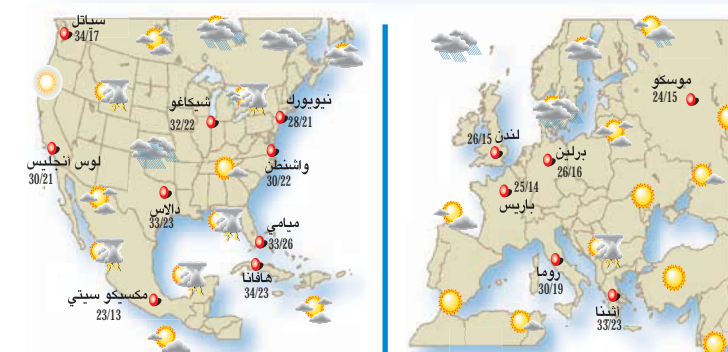 سياتل
34/17
شيكاغو
32/22
نيويورك
28/21
لوس انجليس
30/21
واشنطن
30/22
دالاس
33/23
ميامي
33/26
هافانا
34/23
مكسيكو سيتي
23/13
موسكو
24/15
لندن 26/15
برلين
26/16
25/14
باريس
روما
30/19
اثينا
33/23